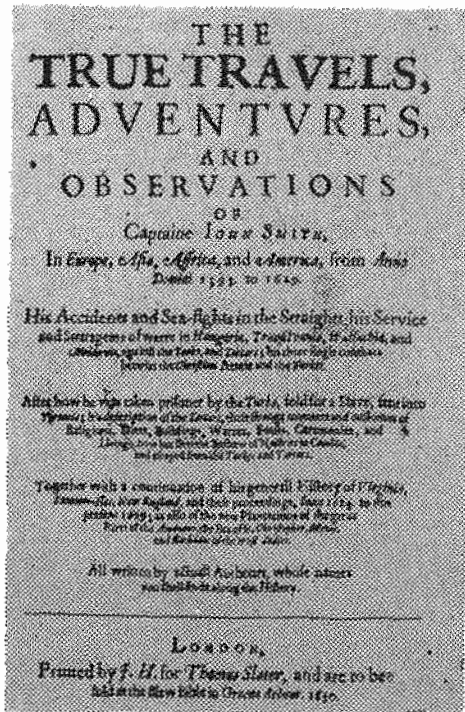 THE
TRUE TRAVELS,
ADVENTVRES,
AND
OBSERVATIONS
OF
Captaine IOHN SMITH,
In Europe, Asia, Affrica, and America, from Anno
Domini 1593. to 1629.
His Accidents and Sea-fights in the Straights; his Service
and Stratagems of warre in Hungaria, Transilvania, Wallachia, and
Moldavia, against the Turks, and Tartars; his three single combats
betwixt the Christian Armie and the Turkes.
After how he was taken prisoner by the Turks, sold for a Slave, sent into
Tartaria; his description of the Tartars, their strange manners and customes of
Religions, Diets, Buildings, Warres, Feasts, Ceremonies, and
Living; how hee slew the Bashaw of
and escaped from the Turkes and Tartars.
Together with a continuation of his generall History of Virginia,
Summer-Iles, New England, and their proceedings, since 1624. to this
present 1629; as also of the new Plantations of the great
River of the Amazons, the Iles of St. Christopher, Mevis,
and Barbados in the West Indies.
All written by actuall Authours, whose names
you shall finde along the History.
LONDON,
Printed by J. H. for Thomas Slater, and are to bee
sold at the Blew Bible in Greene Arbour. 1630.